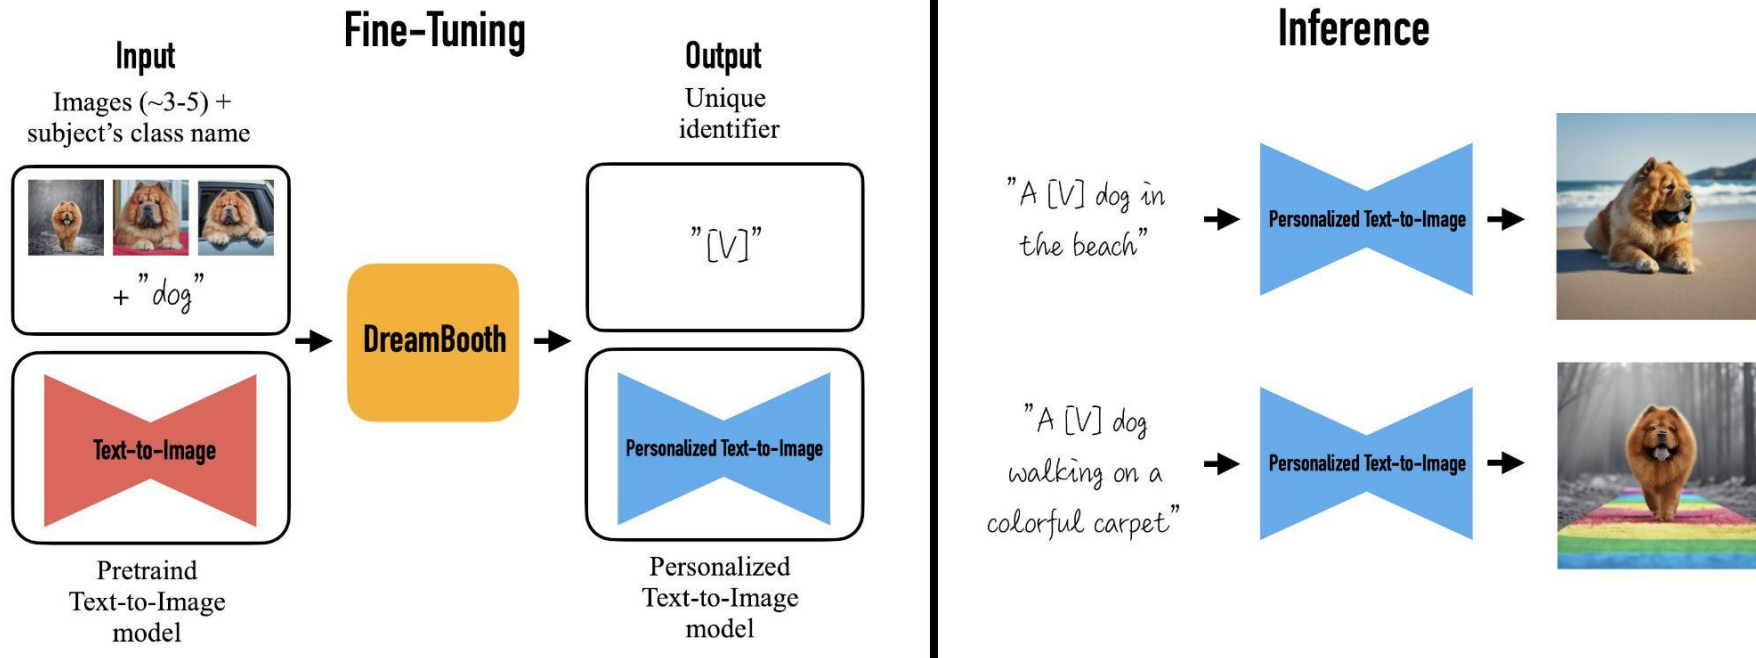 Fine-Tuning
Input
Images (~3-5) +
subject's class name
+ "dog"
Text-to-Image
Pretraind
Text-to-Image
model
DreamBooth
Output
Unique
identifier
"[V]"
Personalized Text-to-Image
Personalized
Text-to-Image
model
Inference
"A [V] dog in
the beach"
Personalized Text-to-Image
"A [V] dog
walking on a
colorful carpet"
Personalized Text-to-Image